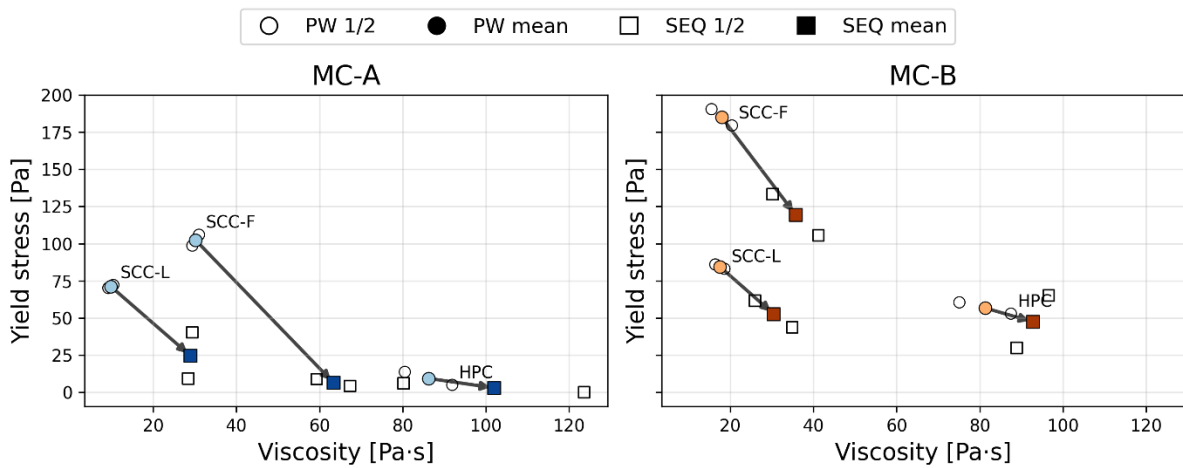 PW 1/2 PW mean SEQ 1/2 SEQ mean
MC-A
Yield stress [Pa]
200
175
150
125
100
75
50
25
0
SCC-F
SCC-L
HPC
20 40 60 80 100 120
Viscosity [Pa·s]
MC-B
Yield stress [Pa]
SCC-F
SCC-L
HPC
20 40 60 80 100 120
Viscosity [Pa·s]